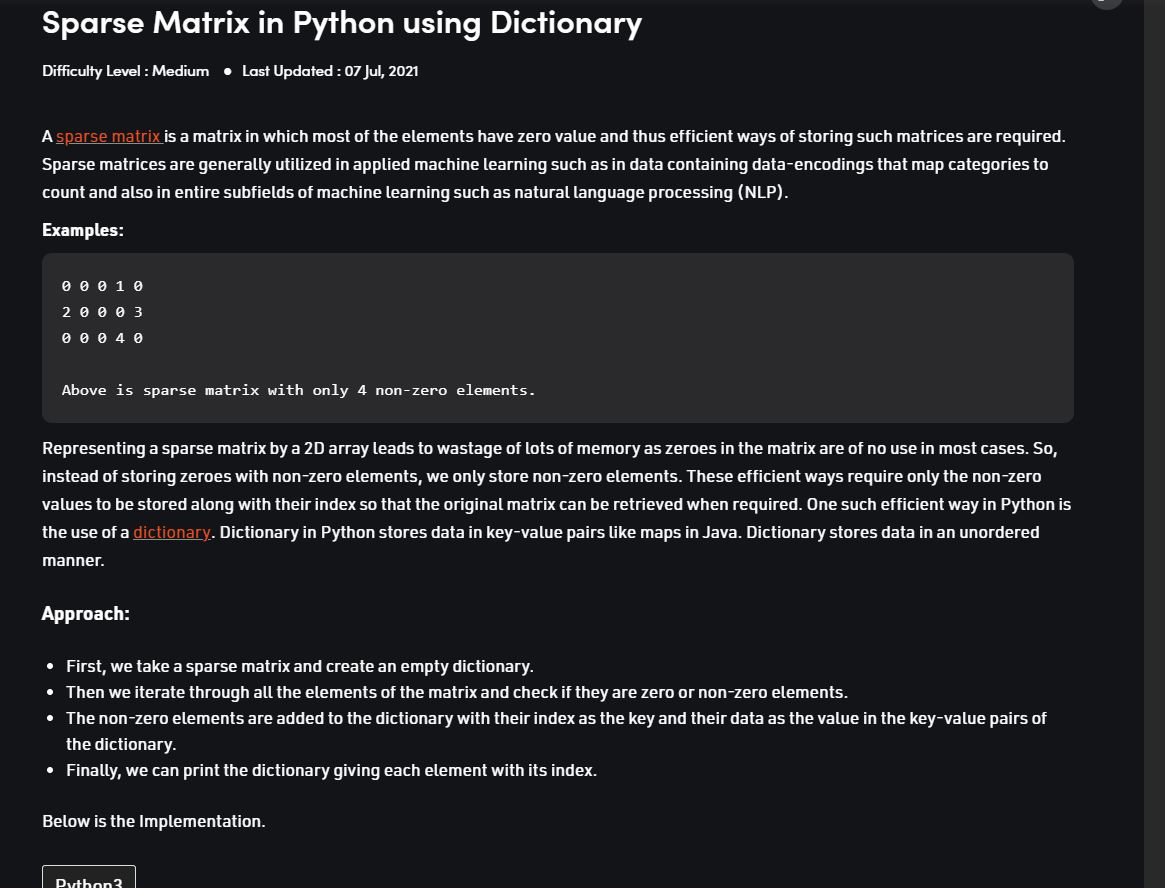 Sparse Matrix in Python using Dictionary
Difficulty Level : Medium ● Last Updated : 07 Jul, 2021
A sparse matrix is a matrix in which most of the elements have zero value and thus efficient ways of storing such matrices are required.
Sparse matrices are generally utilized in applied machine learning such as in data containing data-encodings that map categories to
count and also in entire subfields of machine learning such as natural language processing (NLP).
Examples:
0 0 0 1 0
2 0 0 0 3
0 0 0 4 0
Above is sparse matrix with only 4 non-zero elements.
Representing a sparse matrix by a 2D array leads to wastage of lots of memory as zeroes in the matrix are of no use in most cases. So,
instead of storing zeroes with non-zero elements, we only store non-zero elements. These efficient ways require only the non-zero
values to be stored along with their index so that the original matrix can be retrieved when required. One such efficient way in Python is
the use of a dictionary. Dictionary in Python stores data in key-value pairs like maps in Java. Dictionary stores data in an unordered
manner.
Approach:
• First, we take a sparse matrix and create an empty dictionary.
• Then we iterate through all the elements of the matrix and check if they are zero or non-zero elements.
• The non-zero elements are added to the dictionary with their index as the key and their data as the value in the key-value pairs of
the dictionary.
• Finally, we can print the dictionary giving each element with its index.
Below is the Implementation.
Python3